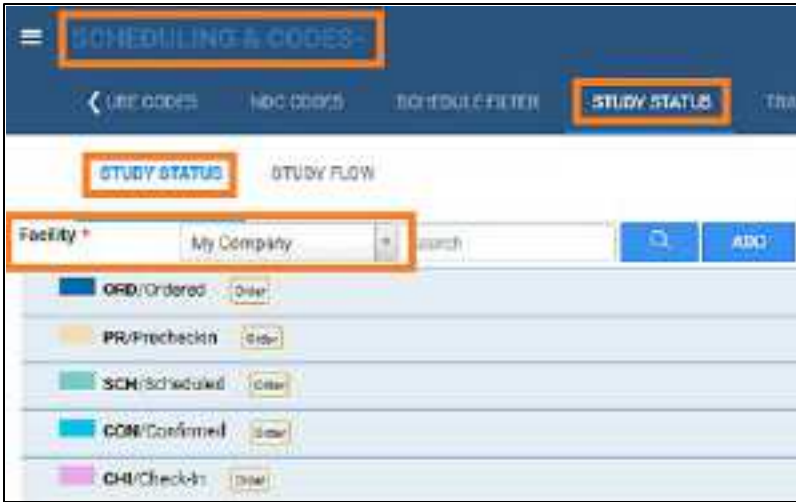 SCHEDULING & CODES
CODES NDC CODES SCHEDULE FILTER STUDY STATUS TRA
STUDY STATUS STUDY FLOW
Facility * My Company search ADD
ORD/Ordered Order
PR/Precheckin Order
SCH/Scheduled Order
CON/Confirmed Order
CHI/Check-In Order